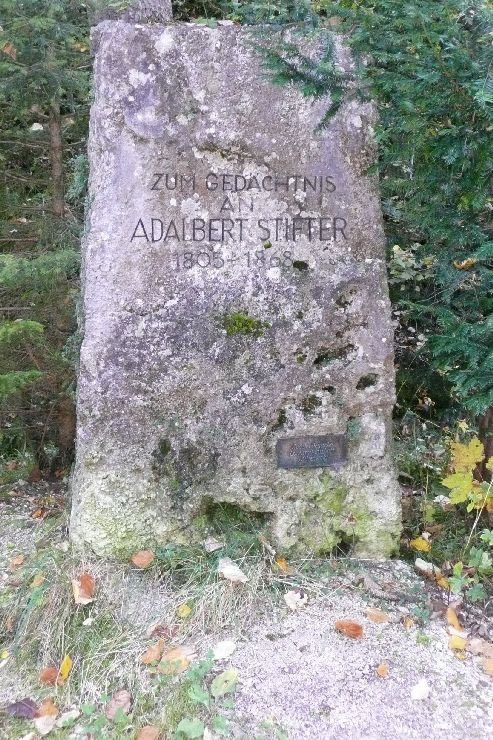 ZUM GEDÄCHTNIS
AN
ADALBERT STIFTER
1805-1868